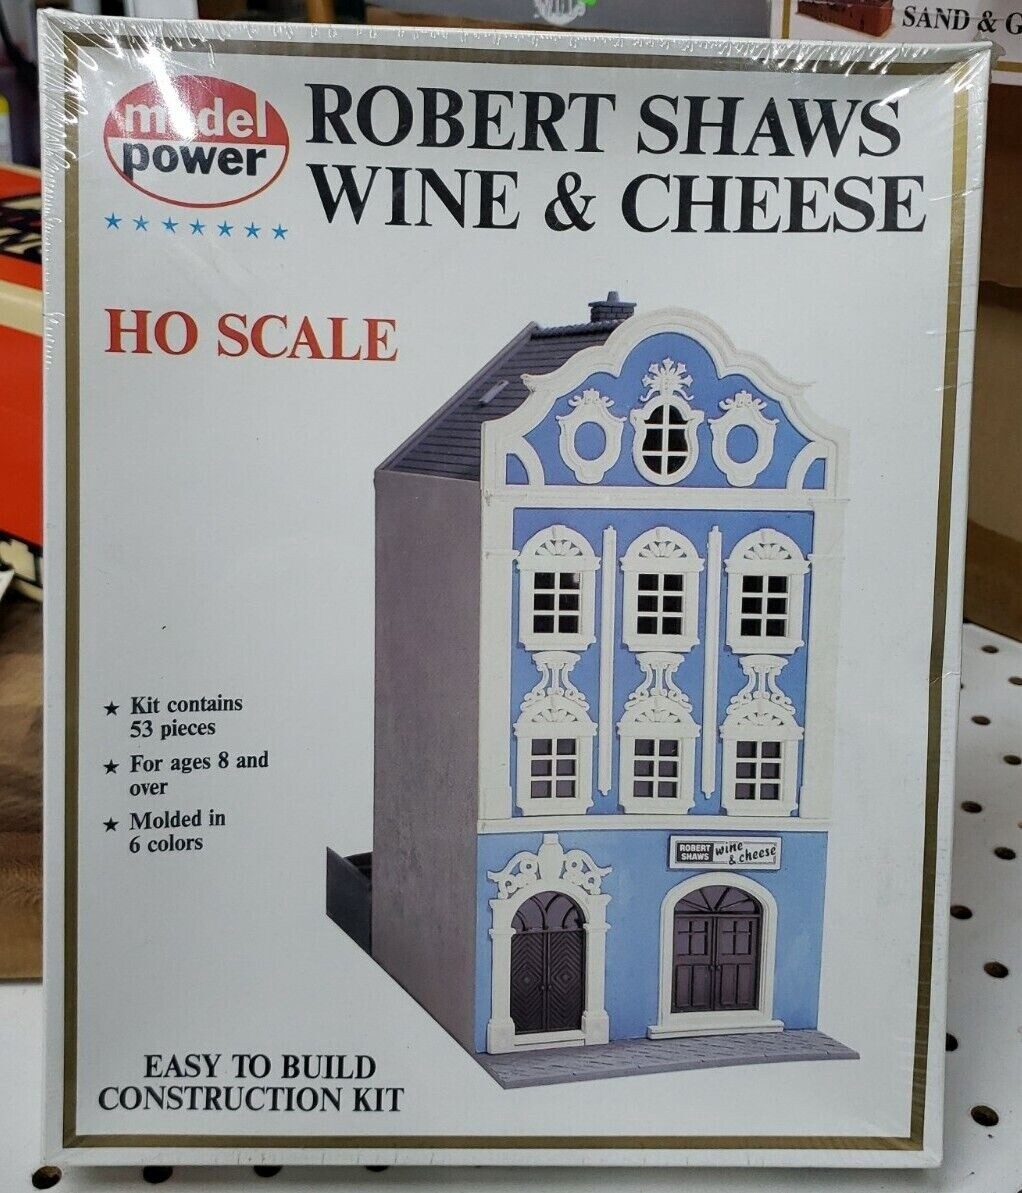 SAND & G
model
power
ROBERT SHAWS
WINE & CHEESE
HO SCALE
★ Kit contains
53 pieces
★ For ages 8 and
over
★ Molded in
6 colors
ROBERT
SHAWS
wine
& cheese
EASY TO BUILD
CONSTRUCTION KIT